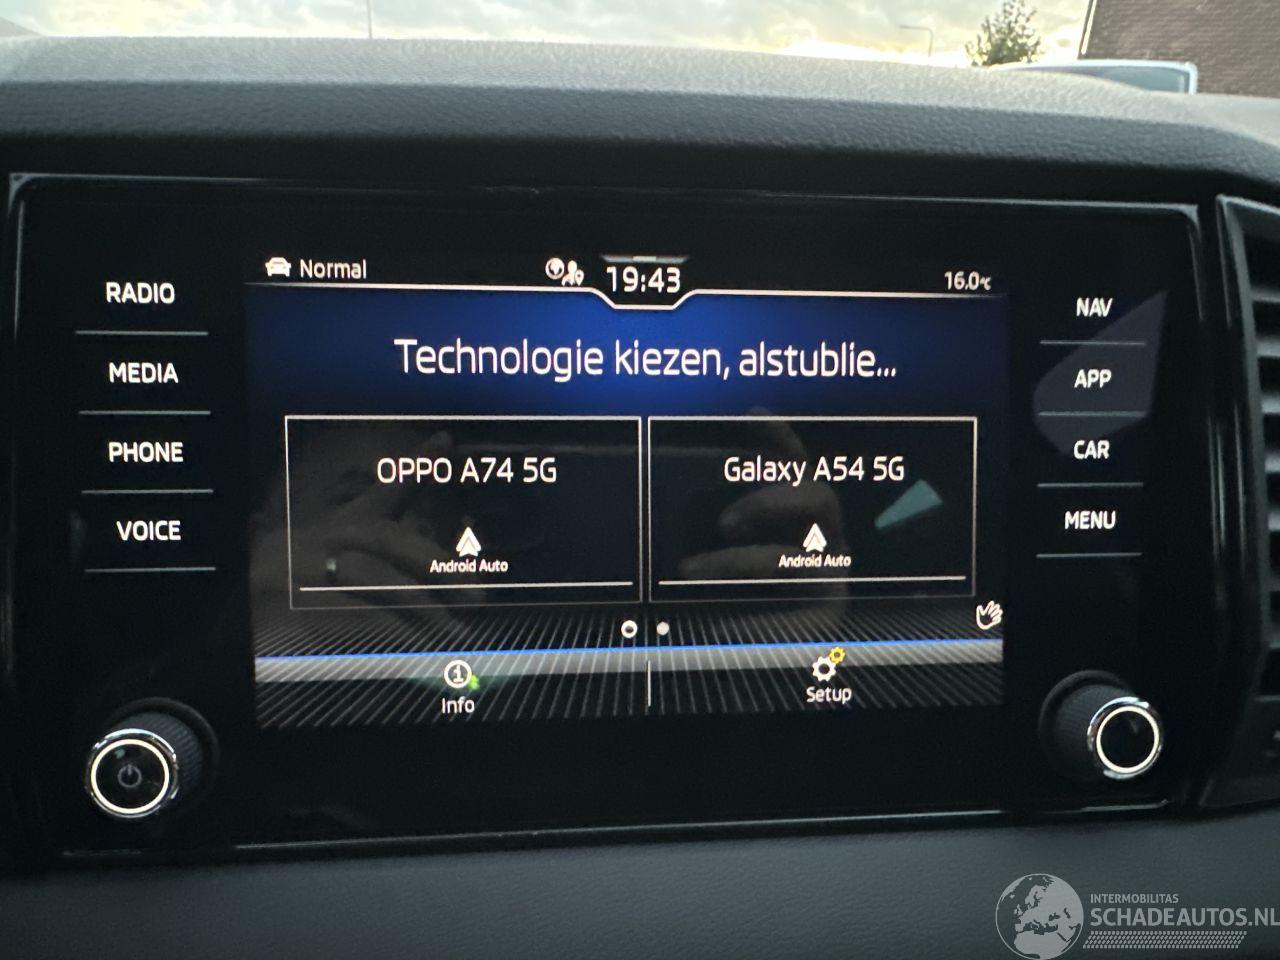 Normal
19:43
16.0°C
RADIO
MEDIA
PHONE
VOICE
NAV
APP
CAR
MENU
Technologie kiezen, alstublie...
OPPO A74 5G
Android Auto
Galaxy A54 5G
Android Auto
Info
Setup
INTERMOBILITAS
SCHADEAUTOS.NL